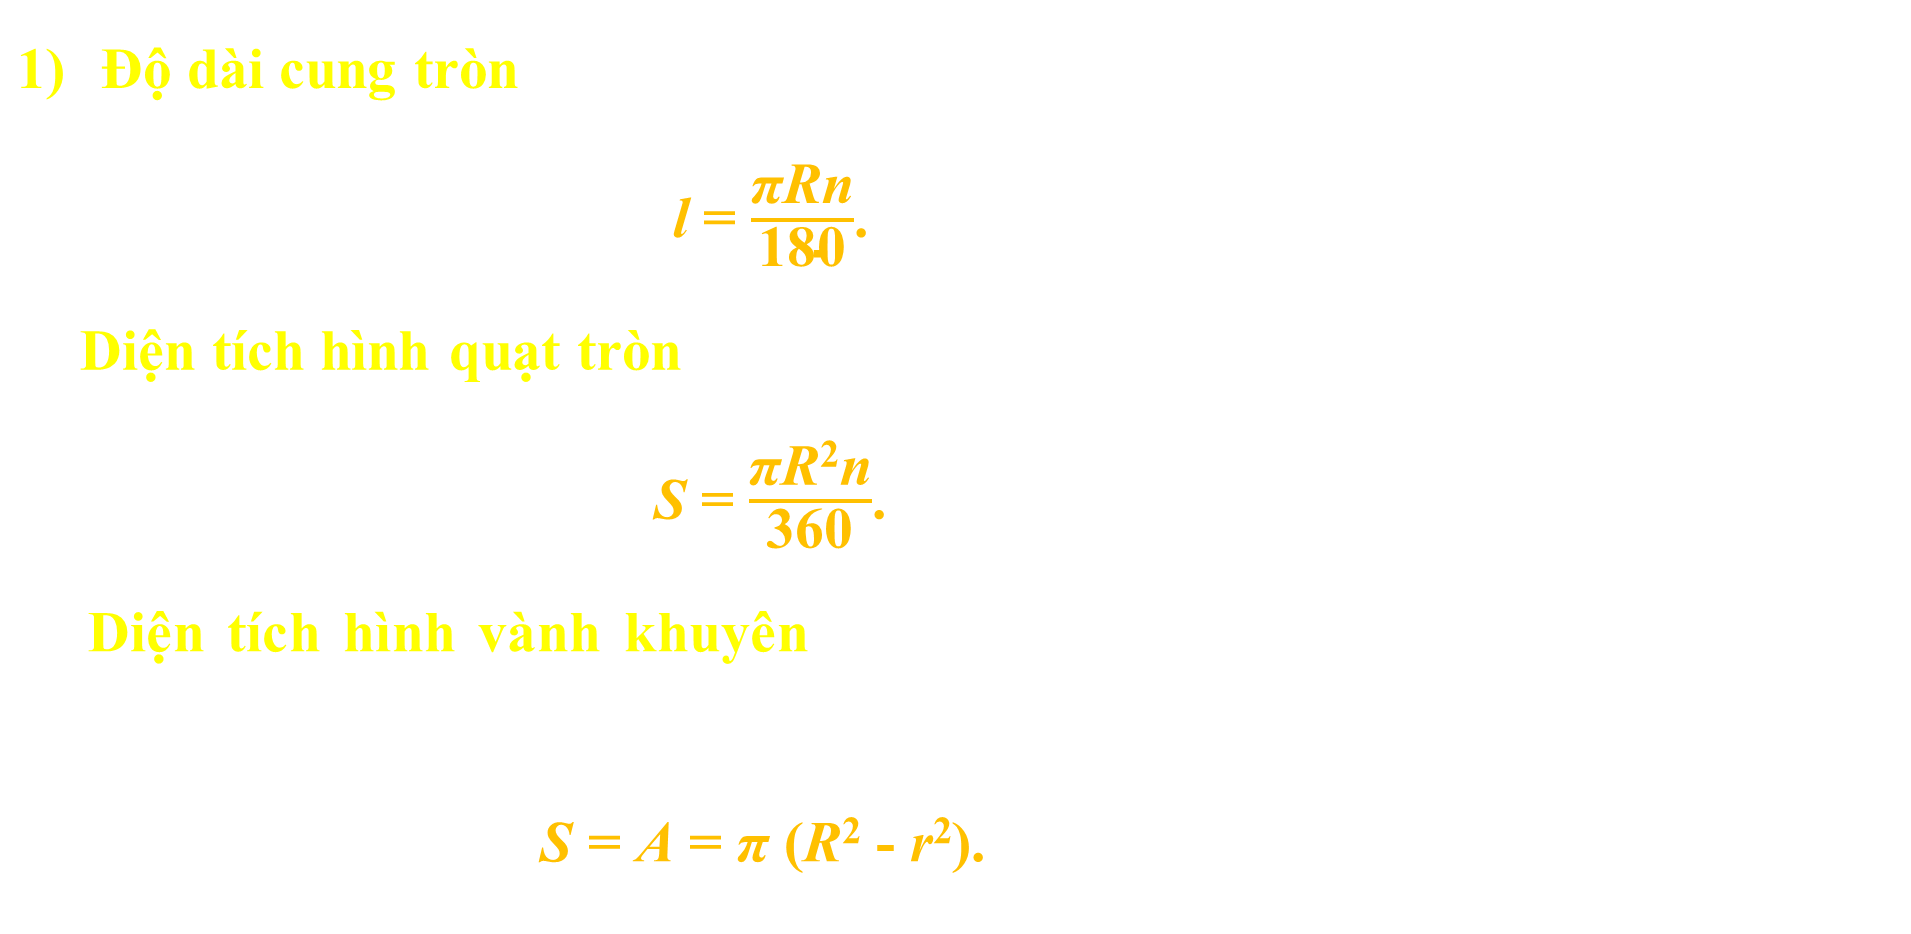 1) Độ dài cung tròn
l = πRn/180.
Diện tích hình quạt tròn
S = πR²n/360.
Diện tích hình vành khuyên
S = A = π (R² - r²).